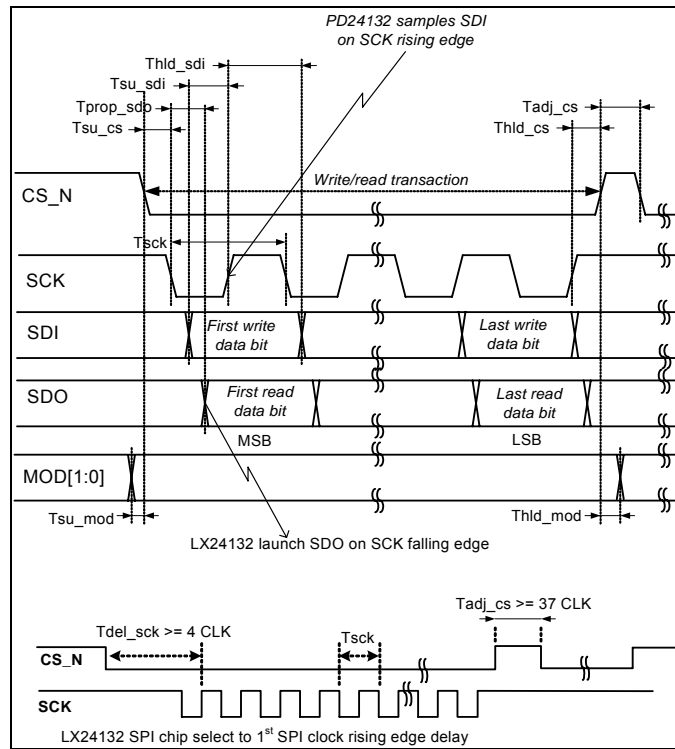 PD24132 samples SDI
on SCK rising edge
Thld_sdi
Tsu_sdi
Tprop_sdo
Tsu_cs
Tadj_cs
Thld_cs
CS_N
Write/read transaction
Tsck
SCK
SDI
First write
data bit
Last write
data bit
SDO
First read
data bit
Last read
data bit
MSB
LSB
MOD[1:0]
Tsu_mod
Thld_mod
LX24132 launch SDO on SCK falling edge
Tadj_cs >= 37 CLK
Tdel_sck >= 4 CLK
Tsck
CS_N
SCK
LX24132 SPI chip select to 1st SPI clock rising edge delay